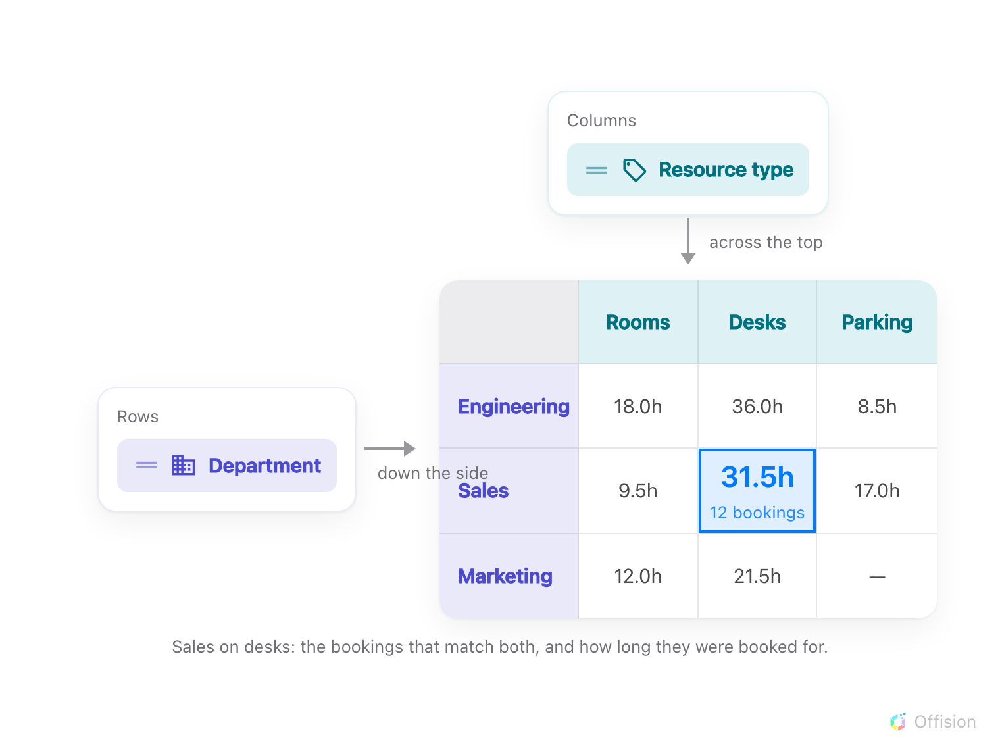 Columns
Resource type
across the top
Rooms Desks Parking
Engineering 18.0h 36.0h 8.5h
Rows
Department
down the side
Sales 9.5h 31.5h 17.0h
12 bookings
Marketing 12.0h 21.5h —
Sales on desks: the bookings that match both, and how long they were booked for.
Offision